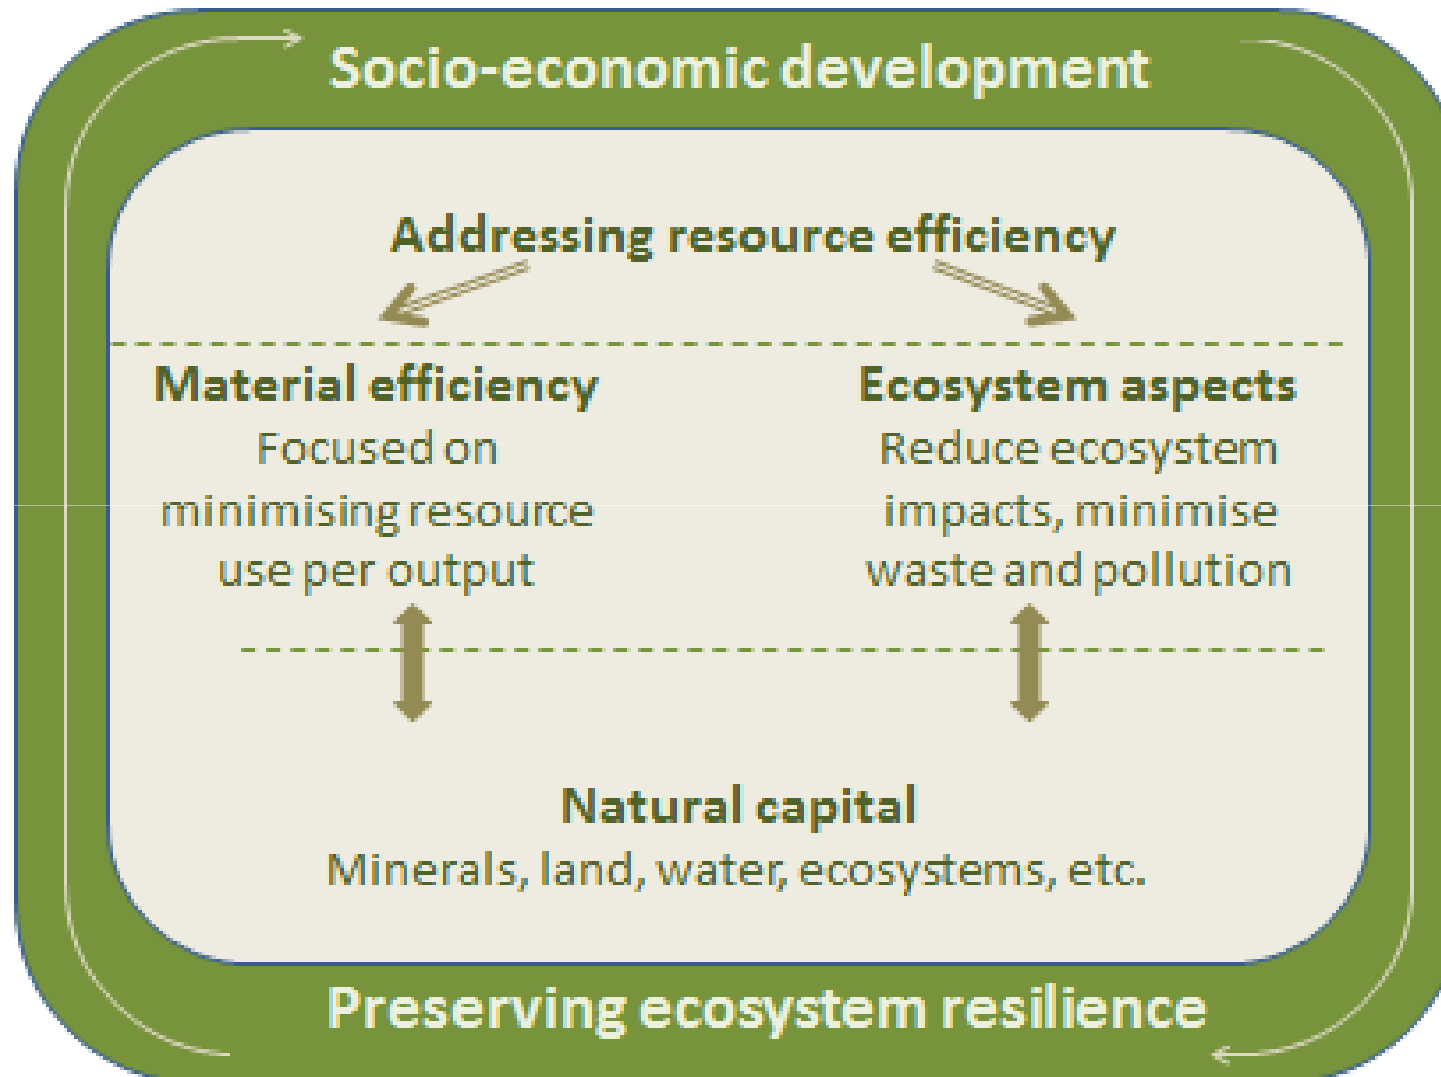 Socio-economic development
Addressing resource efficiency
Material efficiency
Focused on
minimising resource
use per output
Ecosystem aspects
Reduce ecosystem
impacts, minimise
waste and pollution
Natural capital
Minerals, land, water, ecosystems, etc.
Preserving ecosystem resilience